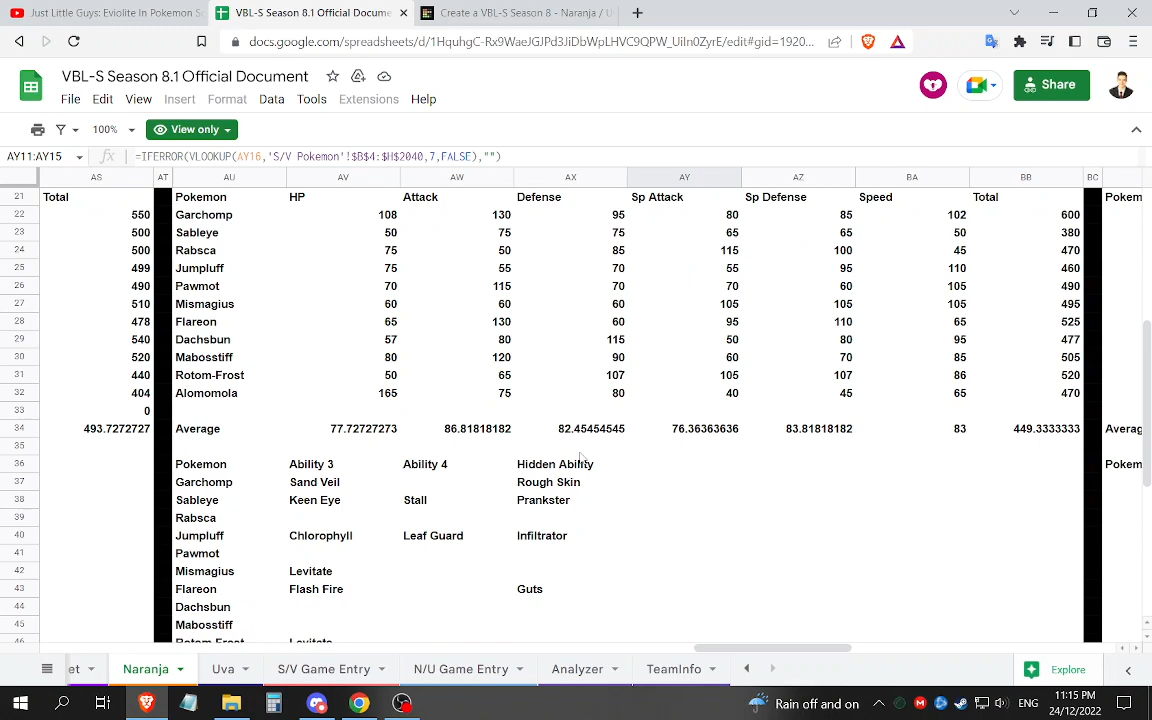 Just Little Guys: Eviolite In Pokemon S
VBL-S Season 8.1 Official Docume
Create a VBL-S Season 8 - Naranja / U
docs.google.com/spreadsheets/d/1HquhgC-Rx9WaeJGJPd3JiDbWpLHVC9QPW_UiIn0ZyrE/edit#gid=1920...
VBL-S Season 8.1 Official Document
File Edit View Insert Format Data Tools Extensions Help
Share
100% View only
AY11:AY15 fx =IFERROR(VLOOKUP(AY16,'S/V Pokemon'!$B$4:$H$2040,7,FALSE),"")
AS AT AU AV AW AX AY AZ BA BB BC
21 Total Pokemon HP Attack Defense Sp Attack Sp Defense Speed Total Pokem
22 550 Garchomp 108 130 95 80 85 102 600
23 500 Sableye 50 75 75 65 65 50 380
24 500 Rabsca 75 50 85 115 100 45 470
25 499 Jumpluff 75 55 70 55 95 110 460
26 490 Pawmot 70 115 70 70 60 105 490
27 510 Mismagius 60 60 60 105 105 105 495
28 478 Flareon 65 130 60 95 110 65 525
29 540 Dachsbun 57 80 115 50 80 95 477
30 520 Mabosstiff 80 120 90 60 70 85 505
31 440 Rotom-Frost 50 65 107 105 107 86 520
32 404 Alomomola 165 75 80 40 45 65 470
33 0
34 493.7272727 Average 77.72727273 86.81818182 82.45454545 76.36363636 83.81818182 83 449.3333333 Averag
35
36 Pokemon Ability 3 Ability 4 Hidden Ability Pokem
37 Garchomp Sand Veil Rough Skin
38 Sableye Keen Eye Stall Prankster
39 Rabsca
40 Jumpluff Chlorophyll Leaf Guard Infiltrator
41 Pawmot
42 Mismagius Levitate
43 Flareon Flash Fire Guts
44 Dachsbun
45 Mabosstiff
46 Rotom-Frost Levitate
et Naranja Uva S/V Game Entry N/U Game Entry Analyzer TeamInfo Explore
Rain off and on ENG 11:15 PM
24/12/2022